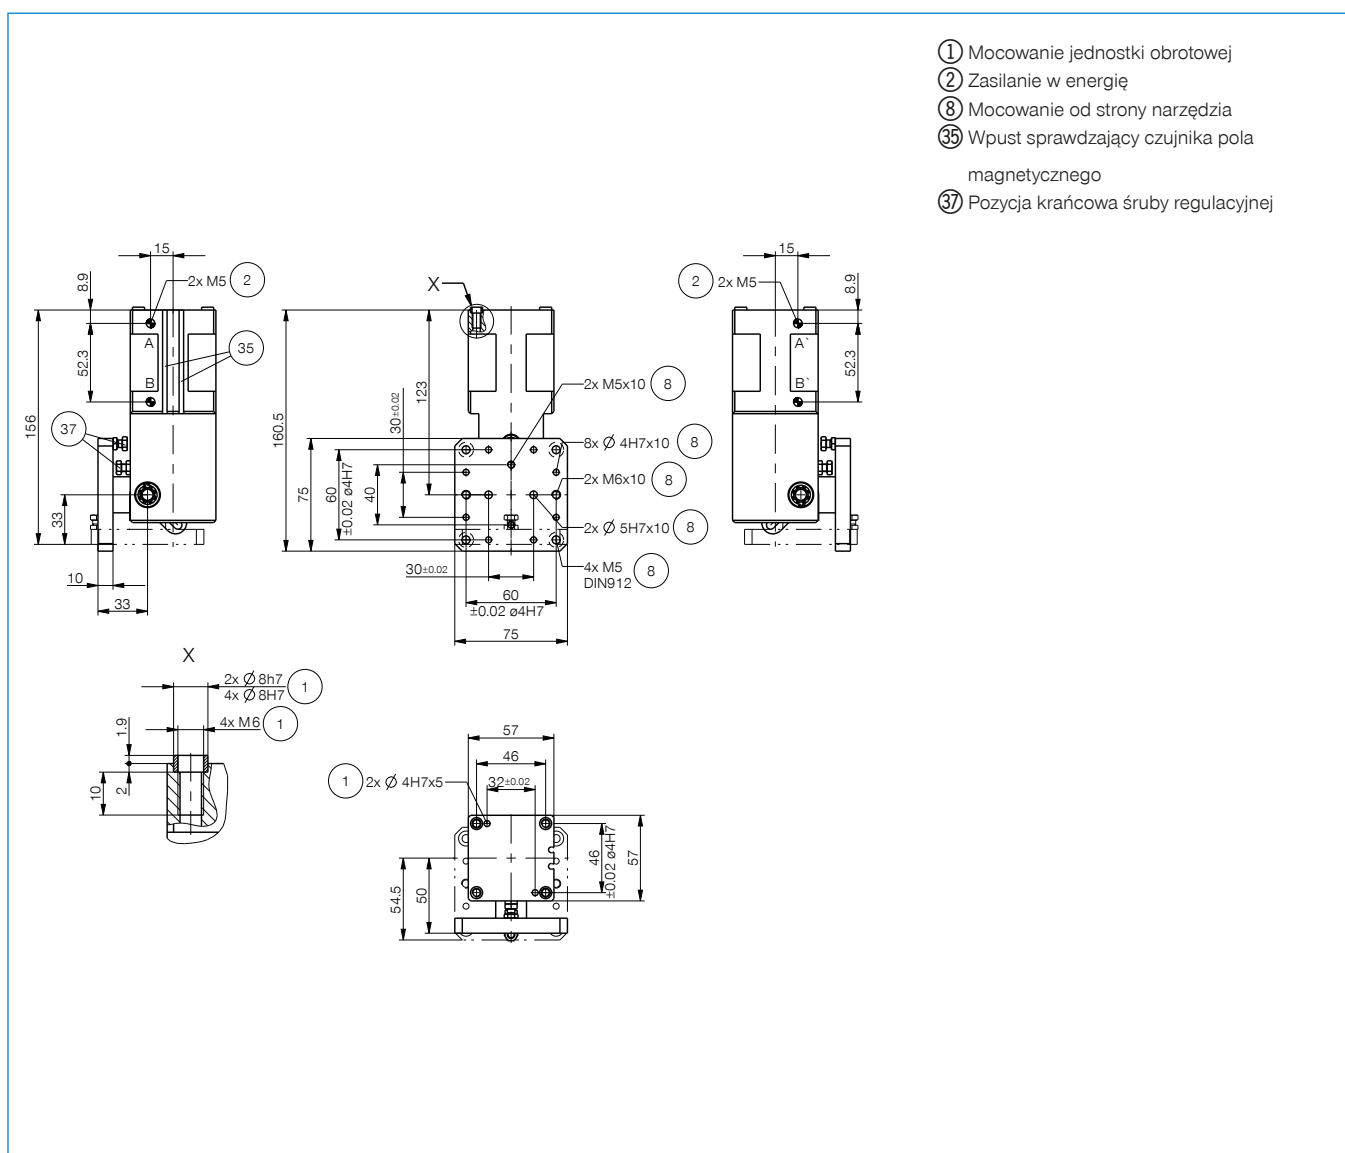 ① Mocowanie jednostki obrotowej
② Zasilanie w energię
⑧ Mocowanie od strony narzędzia
㉟ Wpust sprawdzający czujnika pola
magnetycznego
㊲ Pozycja krańcowa śruby regulacyjnej
15
8.9
2x M5 2
A
B
52.3
35
156
37
33
10
33
X
160.5
123
30±0.02
75
60
±0.02 ø4H7
40
2x M5x10 8
8x Ø 4H7x10 8
2x M6x10 8
2x Ø 5H7x10 8
4x M5 8
DIN912
30±0.02
60
±0.02 ø4H7
75
15
2 2x M5
8.9
A`
B`
52.3
X
2x Ø 8h7 1
4x Ø 8H7
4x M6 1
1.9
2
10
57
46
1 2x Ø 4H7x5
32±0.02
46
±0.02 ø4H7
57
54.5
50